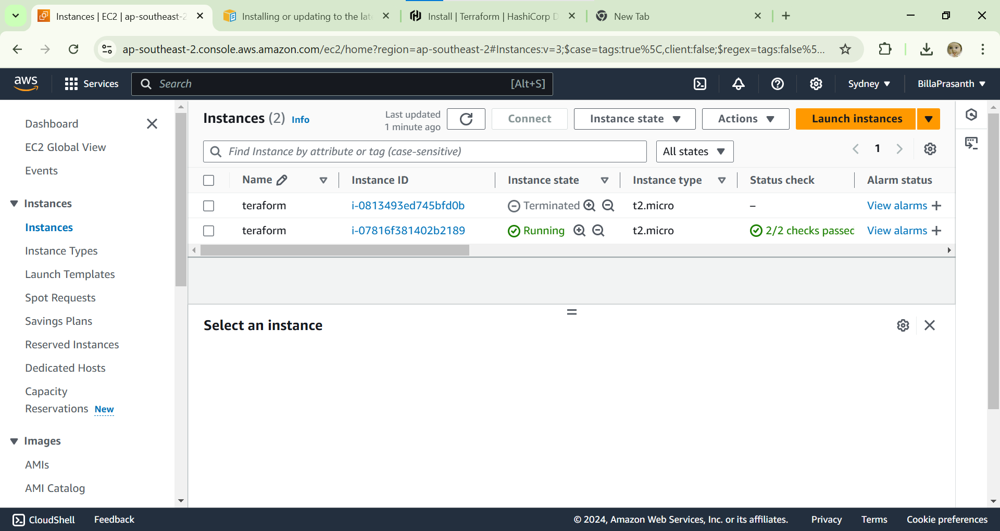 Instances | EC2 | ap-southeast-2
Installing or updating to the lat
Install | Terraform | HashiCorp D
New Tab
ap-southeast-2.console.aws.amazon.com/ec2/home?region=ap-southeast-2#Instances:v=3;$case=tags:true%5C,client:false;$regex=tags:false%5...
aws
Services
Search
[Alt+S]
Sydney
BillaPrasanth
Dashboard
EC2 Global View
Events
Instances
Instances
Instance Types
Launch Templates
Spot Requests
Savings Plans
Reserved Instances
Dedicated Hosts
Capacity
Reservations New
Images
AMIs
AMI Catalog
Instances (2) Info
Last updated
1 minute ago
Connect
Instance state
Actions
Launch instances
Find Instance by attribute or tag (case-sensitive)
All states
1
Name Instance ID Instance state Instance type Status check Alarm status
teraform i-0813493ed745bfd0b Terminated t2.micro – View alarms +
teraform i-07816f381402b2189 Running t2.micro 2/2 checks passec View alarms +
Select an instance
CloudShell
Feedback
© 2024, Amazon Web Services, Inc. or its affiliates.
Privacy
Terms
Cookie preferences